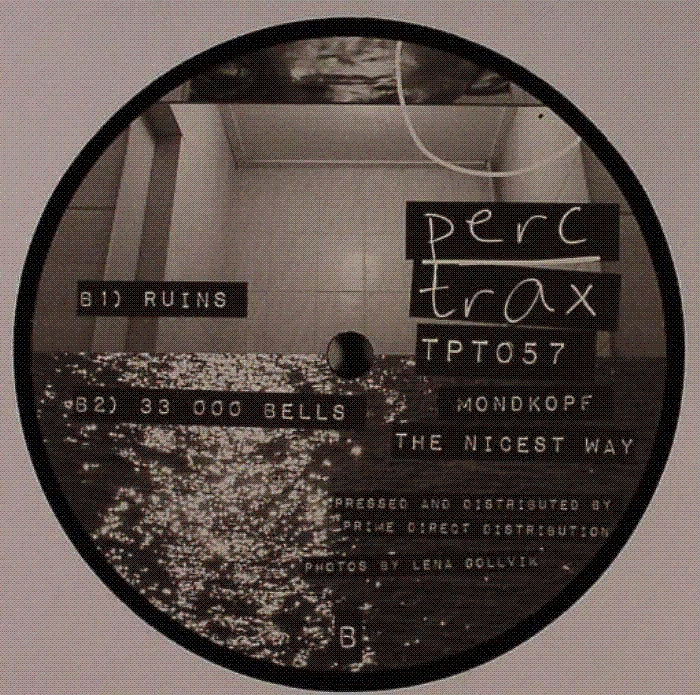 perc
trax
B1) RUINS
TPT057
B2) 33 000 BELLS
MONDKOPF
THE NICEST WAY
PRESSED AND DISTRIBUTED BY
PRIME DIRECT DISTRIBUTION
PHOTOS BY LENA GOLLVIK
B